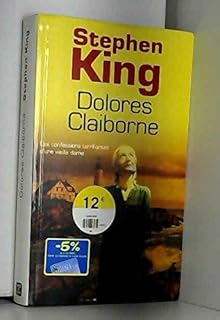 Stephen
King
Dolores
Claiborne
Les confessions terrifiantes
d'une vieille dame
12€
-5%
Stephen King
Dolores Claiborne